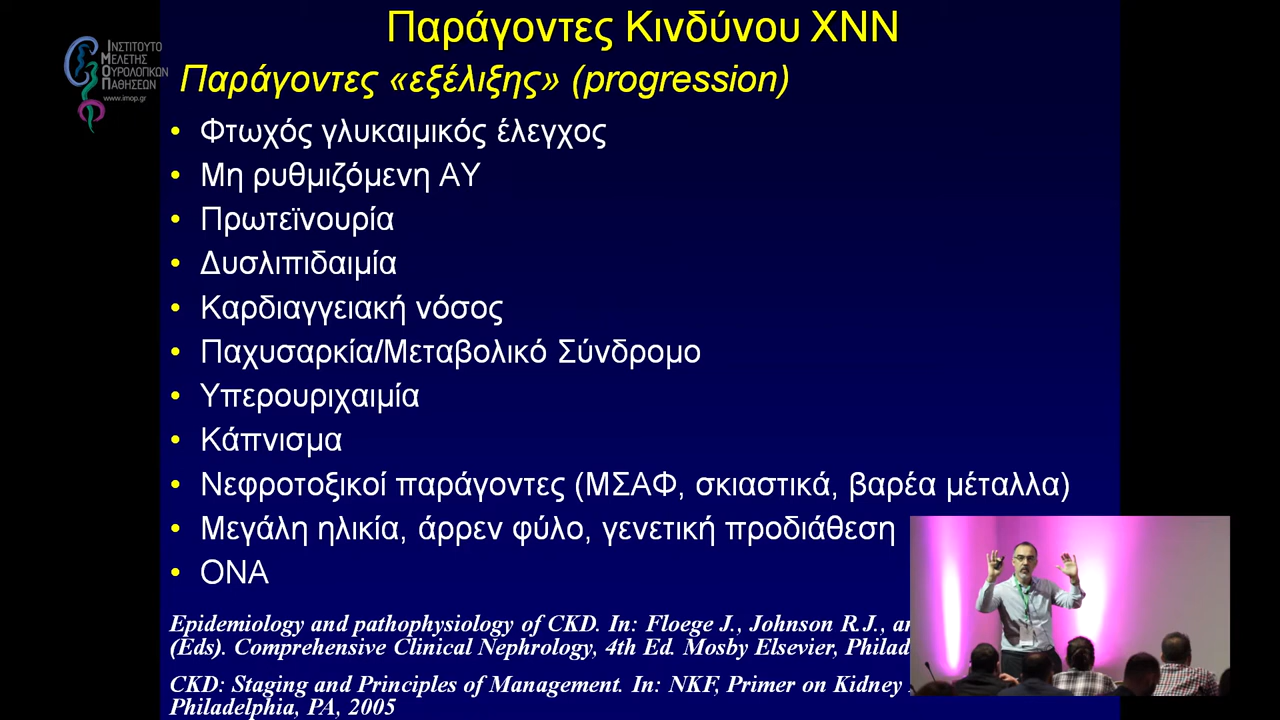 Παράγοντες Κινδύνου ΧΝΝ
ΙΝΣΤΙΤΟΥΤΟ
ΜΕΛΕΤΗΣ
ΟΥΡΟΛΟΓΙΚΩΝ
ΠΑΘΗΣΕΩΝ
www.imop.gr
Παράγοντες «εξέλιξης» (progression)
• Φτωχός γλυκαιμικός έλεγχος
• Μη ρυθμιζόμενη ΑΥ
• Πρωτεϊνουρία
• Δυσλιπιδαιμία
• Καρδιαγγειακή νόσος
• Παχυσαρκία/Μεταβολικό Σύνδρομο
• Υπερουριχαιμία
• Κάπνισμα
• Νεφροτοξικοί παράγοντες (ΜΣΑΦ, σκιαστικά, βαρέα μέταλλα)
• Μεγάλη ηλικία, άρρεν φύλο, γενετική προδιάθεση
• ΟΝΑ
Epidemiology and pathophysiology of CKD. In: Floege J., Johnson R.J.,
(Eds). Comprehensive Clinical Nephrology, 4th Ed. Mosby Elsevier,
CKD: Staging and Principles of Management. In: NKF, Primer on Kidney
Philadelphia, PA, 2005